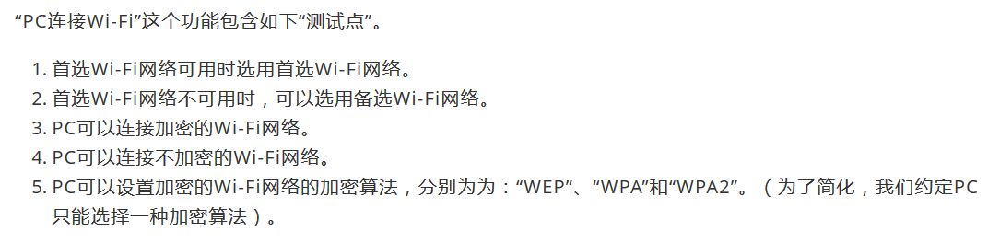 “PC连接Wi-Fi”这个功能包含如下“测试点”。
1. 首选Wi-Fi网络可用时选用首选Wi-Fi网络。
2. 首选Wi-Fi网络不可用时，可以选用备选Wi-Fi网络。
3. PC可以连接加密的Wi-Fi网络。
4. PC可以连接不加密的Wi-Fi网络。
5. PC可以设置加密的Wi-Fi网络的加密算法，分别为为：“WEP”、“WPA”和“WPA2”。（为了简化，我们约定PC
只能选择一种加密算法）。